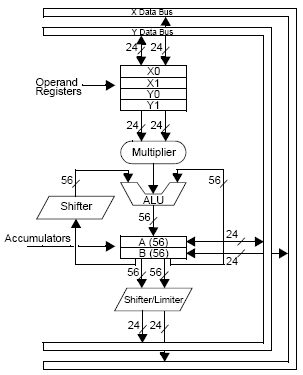 X Data Bus
Y Data Bus
24 24
Operand
Registers
X0
X1
Y0
Y1
24 24
Multiplier
56 56
ALU
Shifter
56
Accumulators
A (56)
B (56)
24
24
56 56
Shifter/Limiter
24 24